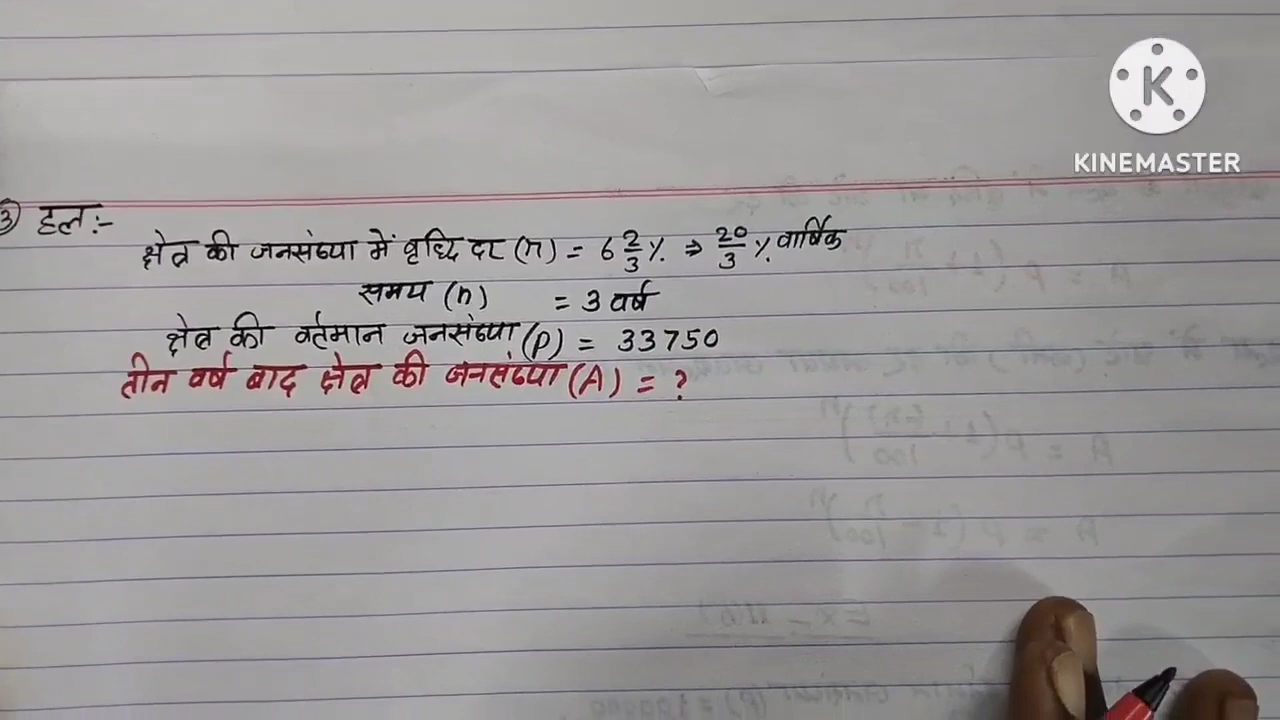 K
KINEMASTER
3) हल:-
क्षेत्र की जनसंख्या में वृध्दि दर (r) = 6 2/3 % ⇒ 20/3 % वार्षिक
समय (n) = 3 वर्ष
क्षेत्र की वर्तमान जनसंख्या (P) = 33750
तीन वर्ष बाद क्षेत्र की जनसंख्या (A) = ?